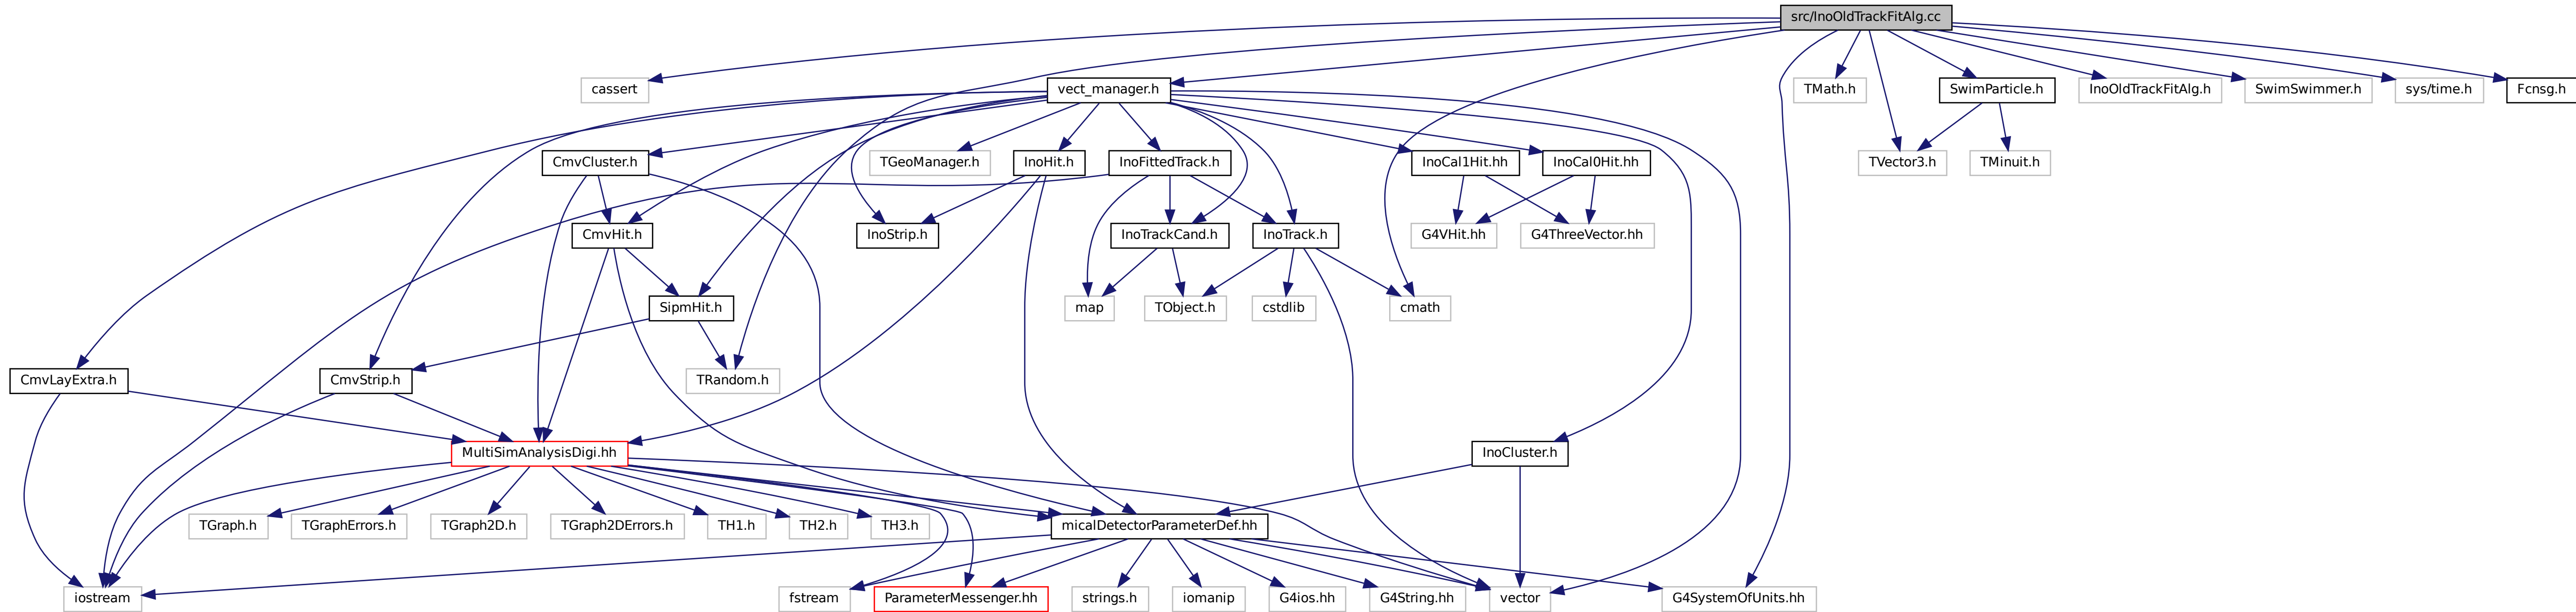 src/InoOldTrackFitAlg.cc
cassert
vect_manager.h
TMath.h
SwimParticle.h
InoOldTrackFitAlg.h
SwimSwimmer.h
sys/time.h
Fcnsg.h
CmvCluster.h
TGeoManager.h
InoHit.h
InoFittedTrack.h
InoCal1Hit.hh
InoCal0Hit.hh
TVector3.h
TMinuit.h
CmvHit.h
InoStrip.h
InoTrackCand.h
InoTrack.h
G4VHit.hh
G4ThreeVector.hh
SipmHit.h
map
TObject.h
cstdlib
cmath
CmvLayExtra.h
CmvStrip.h
TRandom.h
MultiSimAnalysisDigi.hh
InoCluster.h
TGraph.h
TGraphErrors.h
TGraph2D.h
TGraph2DErrors.h
TH1.h
TH2.h
TH3.h
micalDetectorParameterDef.hh
iostream
fstream
ParameterMessenger.hh
strings.h
iomanip
G4ios.hh
G4String.hh
vector
G4SystemOfUnits.hh